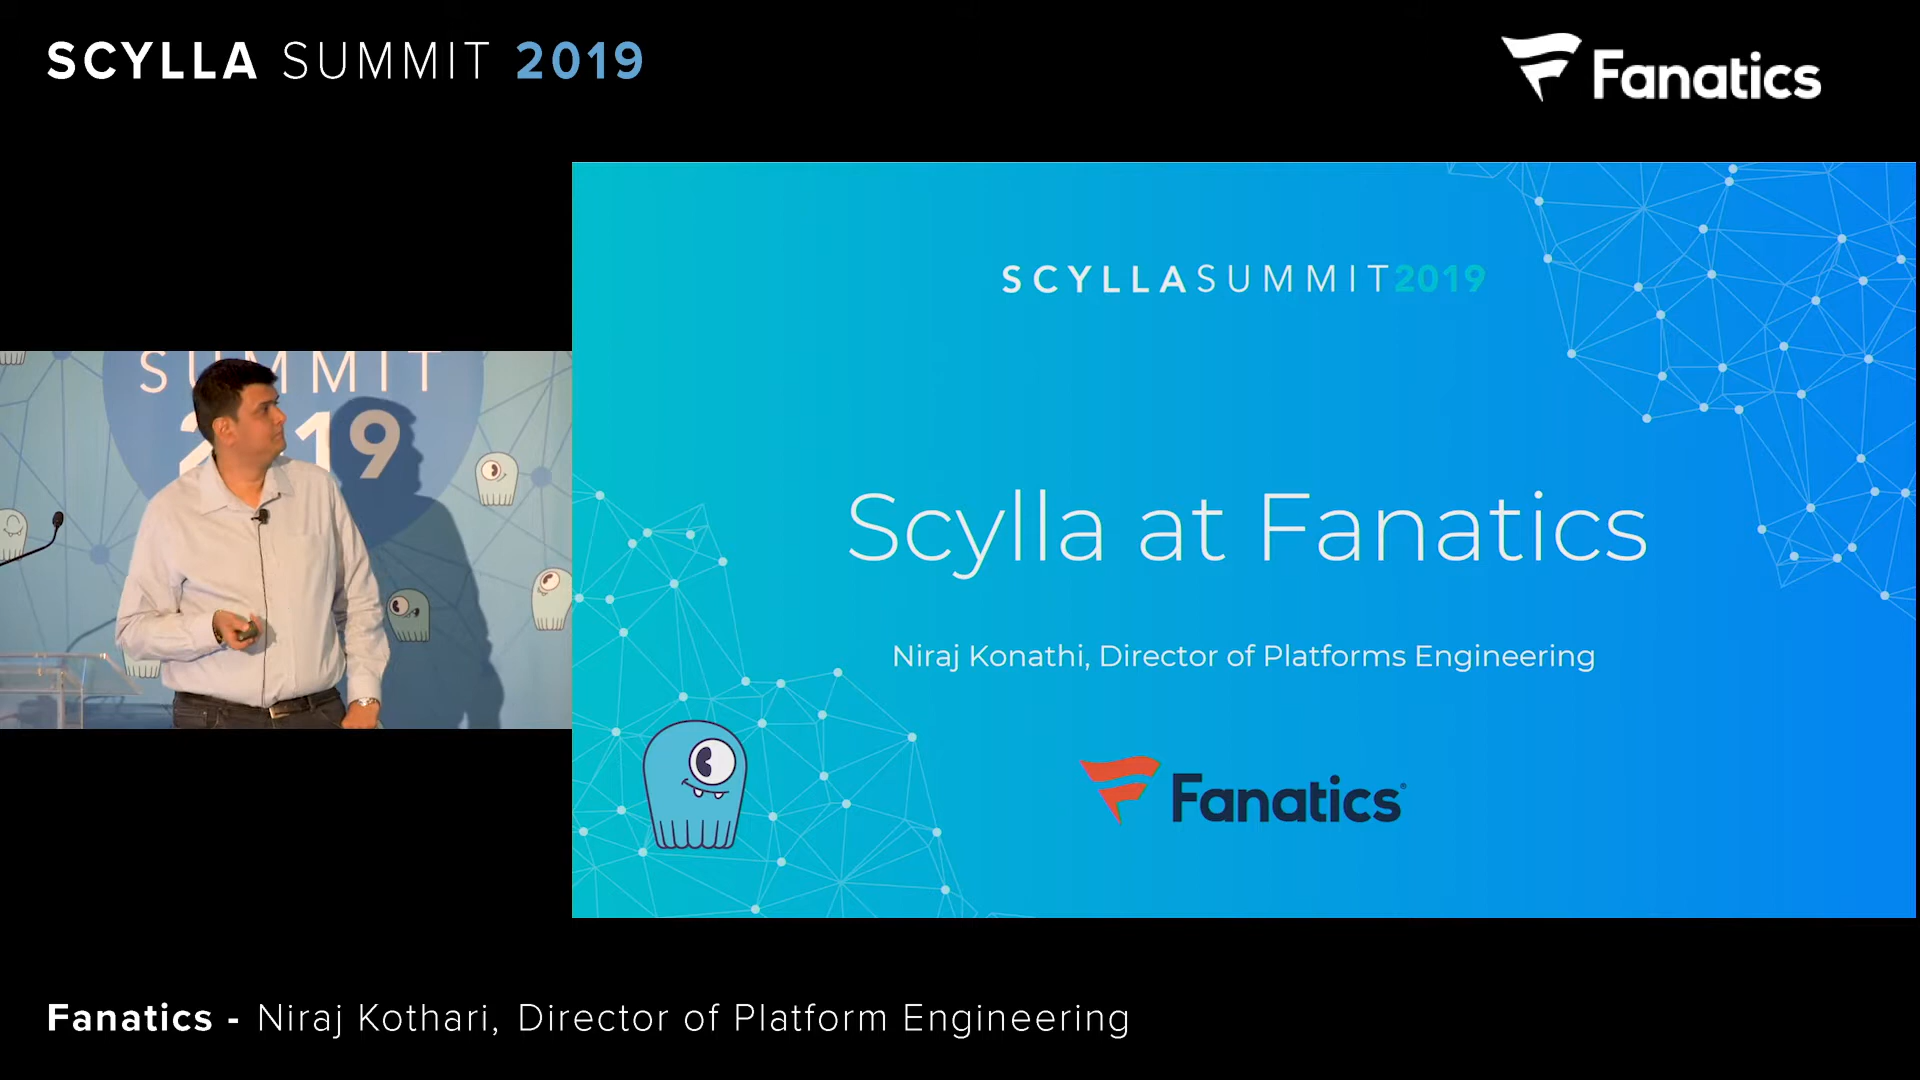 SCYLLA SUMMIT 2019
Fanatics
SCYLLASUMMIT2019
SUMMIT
2019
Scylla at Fanatics
Niraj Konathi, Director of Platforms Engineering
Fanatics
Fanatics - Niraj Kothari, Director of Platform Engineering